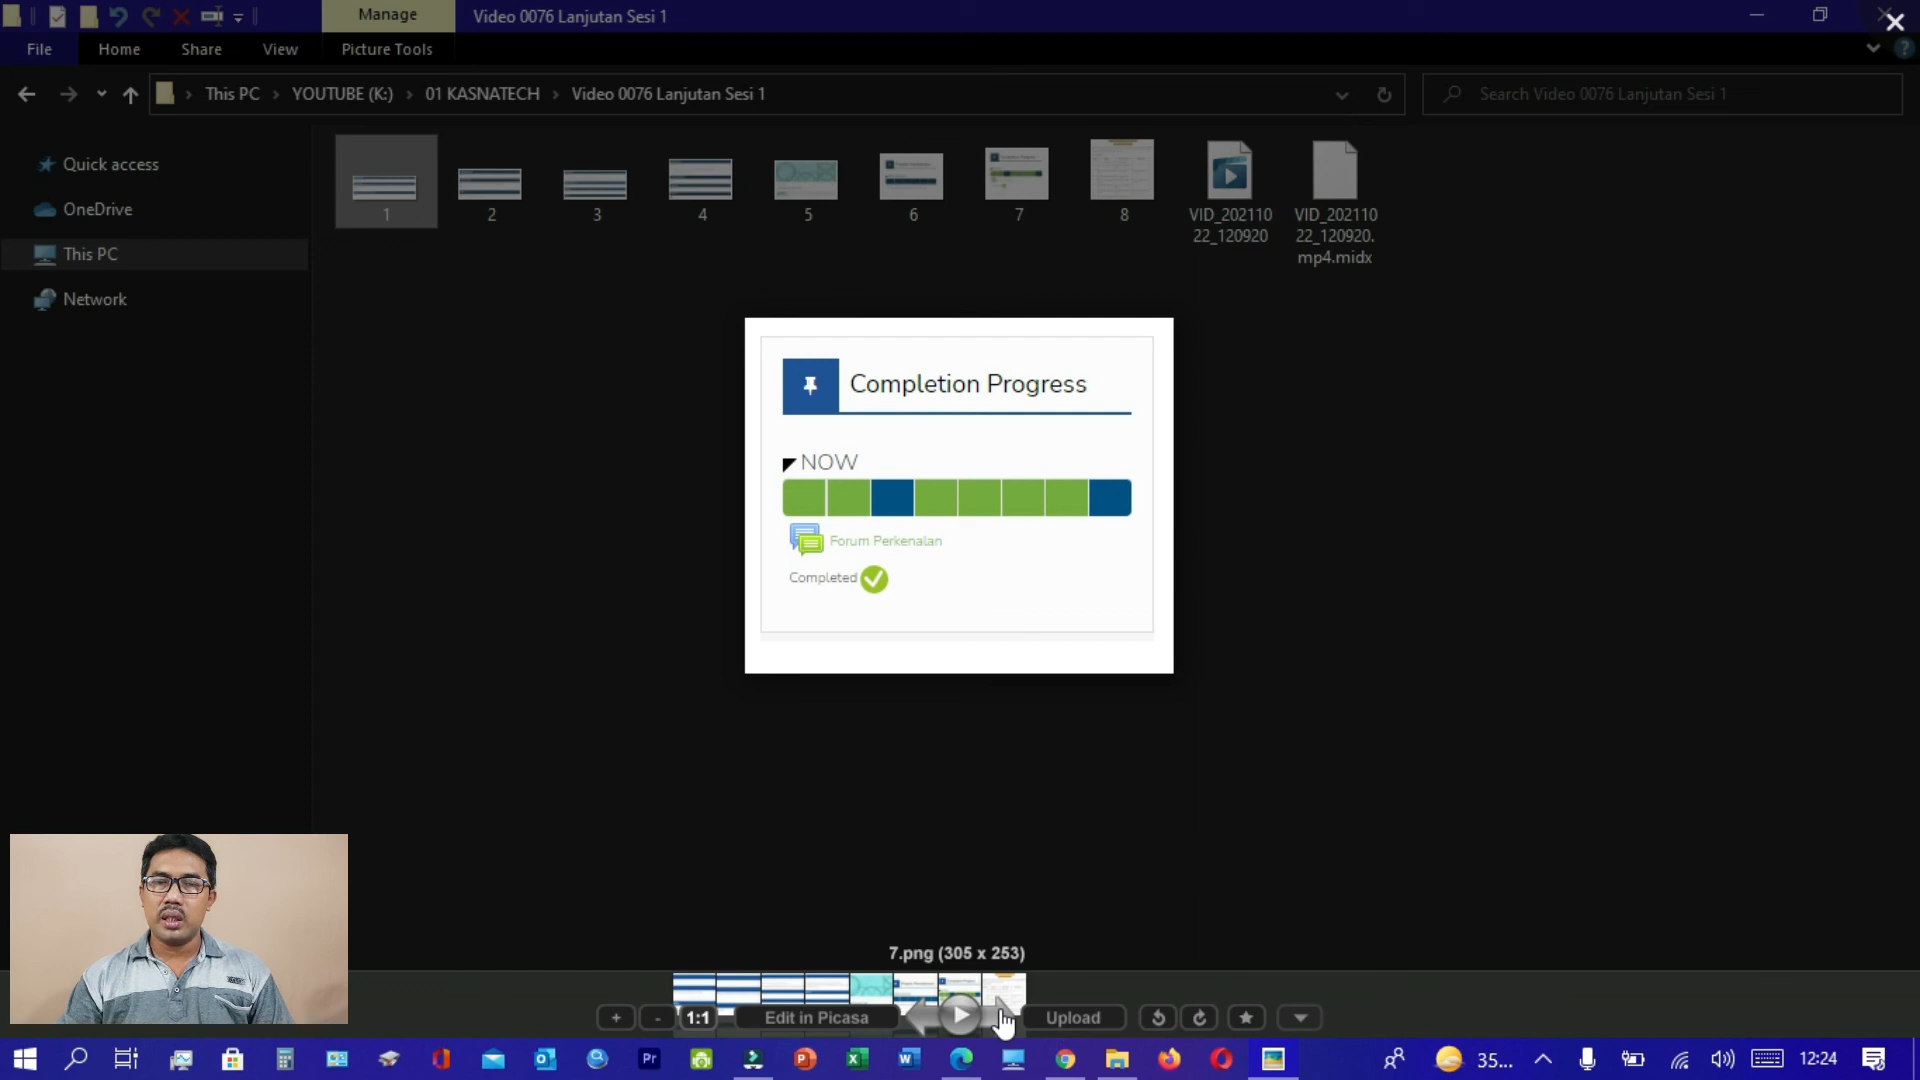 Manage
Video 0076 Lanjutan Sesi 1
File
Home
Share
View
Picture Tools
This PC
YOUTUBE (K:)
01 KASNATECH
Video 0076 Lanjutan Sesi 1
Search Video 0076 Lanjutan Sesi 1
Quick access
OneDrive
This PC
Network
1
2
3
4
5
6
7
8
VID_202110
22_120920
VID_202110
22_120920.
mp4.midx
Completion Progress
NOW
Forum Perkenalan
Completed
7.png (305 x 253)
+
-
1:1
Edit in Picasa
Upload
35...
12:24